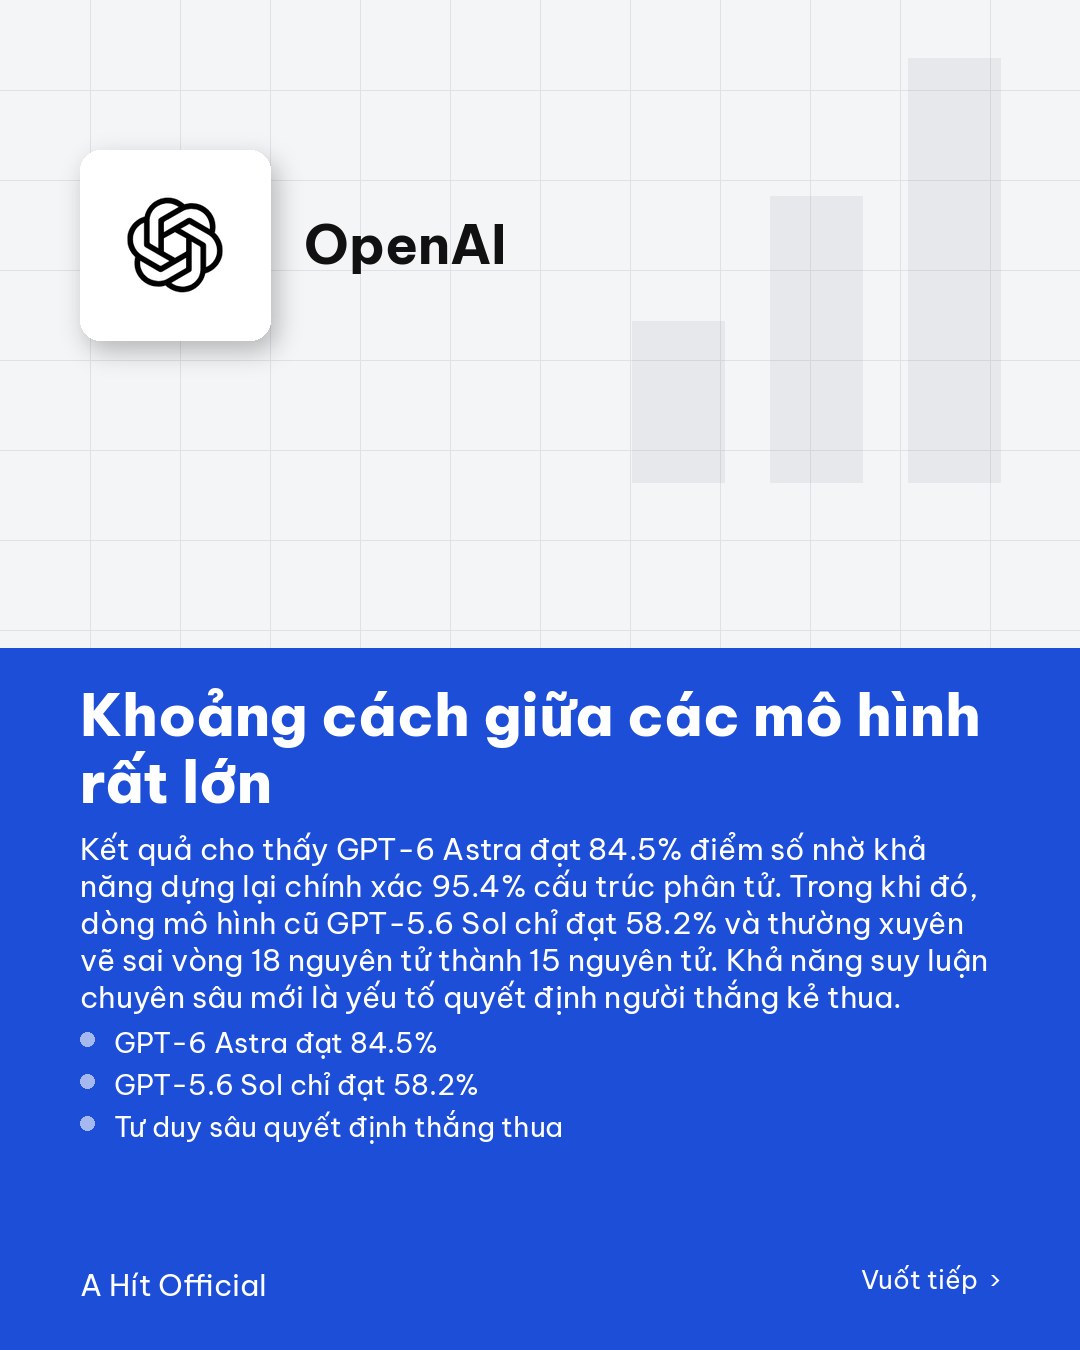 OpenAI
Khoảng cách giữa các mô hình
rất lớn
Kết quả cho thấy GPT-6 Astra đạt 84.5% điểm số nhờ khả
năng dựng lại chính xác 95.4% cấu trúc phân tử. Trong khi đó,
dòng mô hình cũ GPT-5.6 Sol chỉ đạt 58.2% và thường xuyên
vẽ sai vòng 18 nguyên tử thành 15 nguyên tử. Khả năng suy luận
chuyên sâu mới là yếu tố quyết định người thắng kẻ thua.
GPT-6 Astra đạt 84.5%
GPT-5.6 Sol chỉ đạt 58.2%
Tư duy sâu quyết định thắng thua
A Hít Official
Vuốt tiếp ›